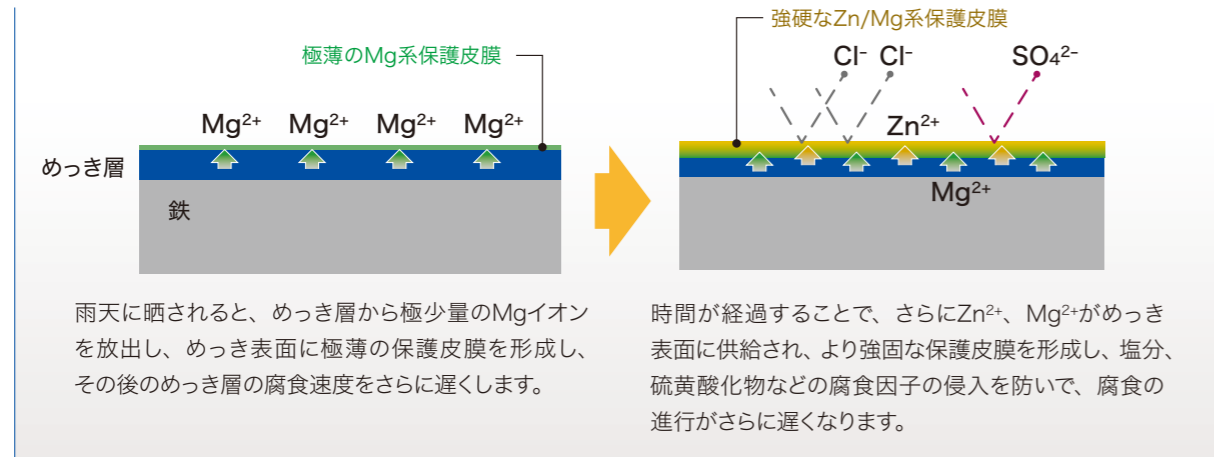 極薄のMg系保護皮膜
Mg²⁺ Mg²⁺ Mg²⁺ Mg²⁺
めっき層
鉄
雨天に晒されると、めっき層から極少量のMgイオン
を放出し、めっき表面に極薄の保護皮膜を形成し、
その後のめっき層の腐食速度をさらに遅くします。
強硬なZn/Mg系保護皮膜
Cl⁻ Cl⁻ SO₄²⁻
Zn²⁺
Mg²⁺
時間が経過することで、さらにZn²⁺、Mg²⁺がめっき
表面に供給され、より強固な保護皮膜を形成し、塩分、
硫黄酸化物などの腐食因子の侵入を防いで、腐食の
進行がさらに遅くなります。